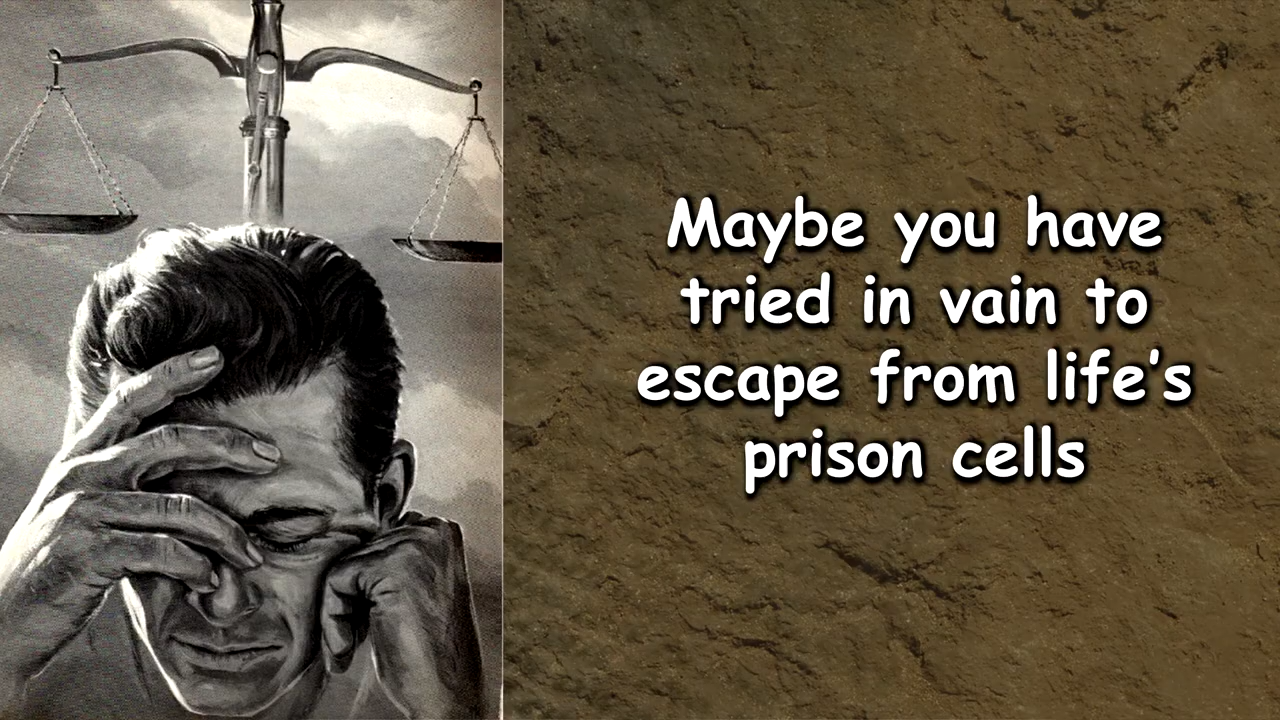 Maybe you have
tried in vain to
escape from life's
prison cells